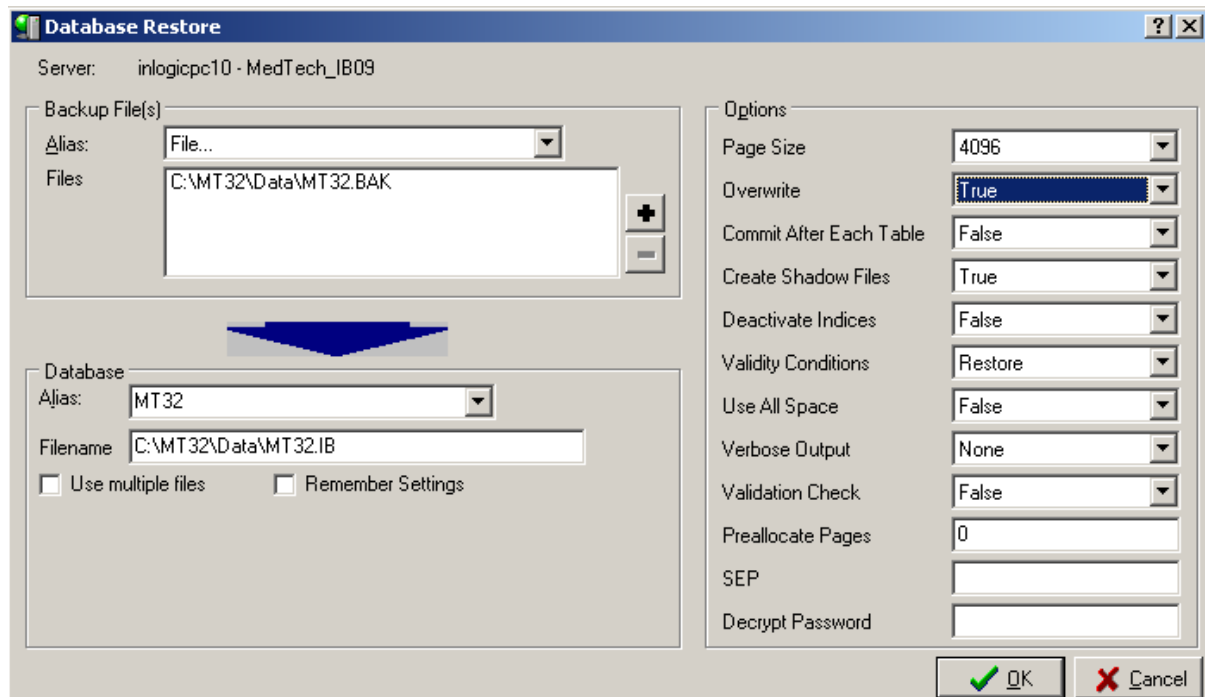 Database Restore
Server: inlogicpc10 - MedTech_IB09
Backup File(s)
Alias: File...
Files C:\MT32\Data\MT32.BAK
Database
Alias: MT32
Filename C:\MT32\Data\MT32.IB
Use multiple files Remember Settings
Options
Page Size 4096
Overwrite True
Commit After Each Table False
Create Shadow Files True
Deactivate Indices False
Validity Conditions Restore
Use All Space False
Verbose Output None
Validation Check False
Preallocate Pages 0
SEP
Decrypt Password
OK Cancel